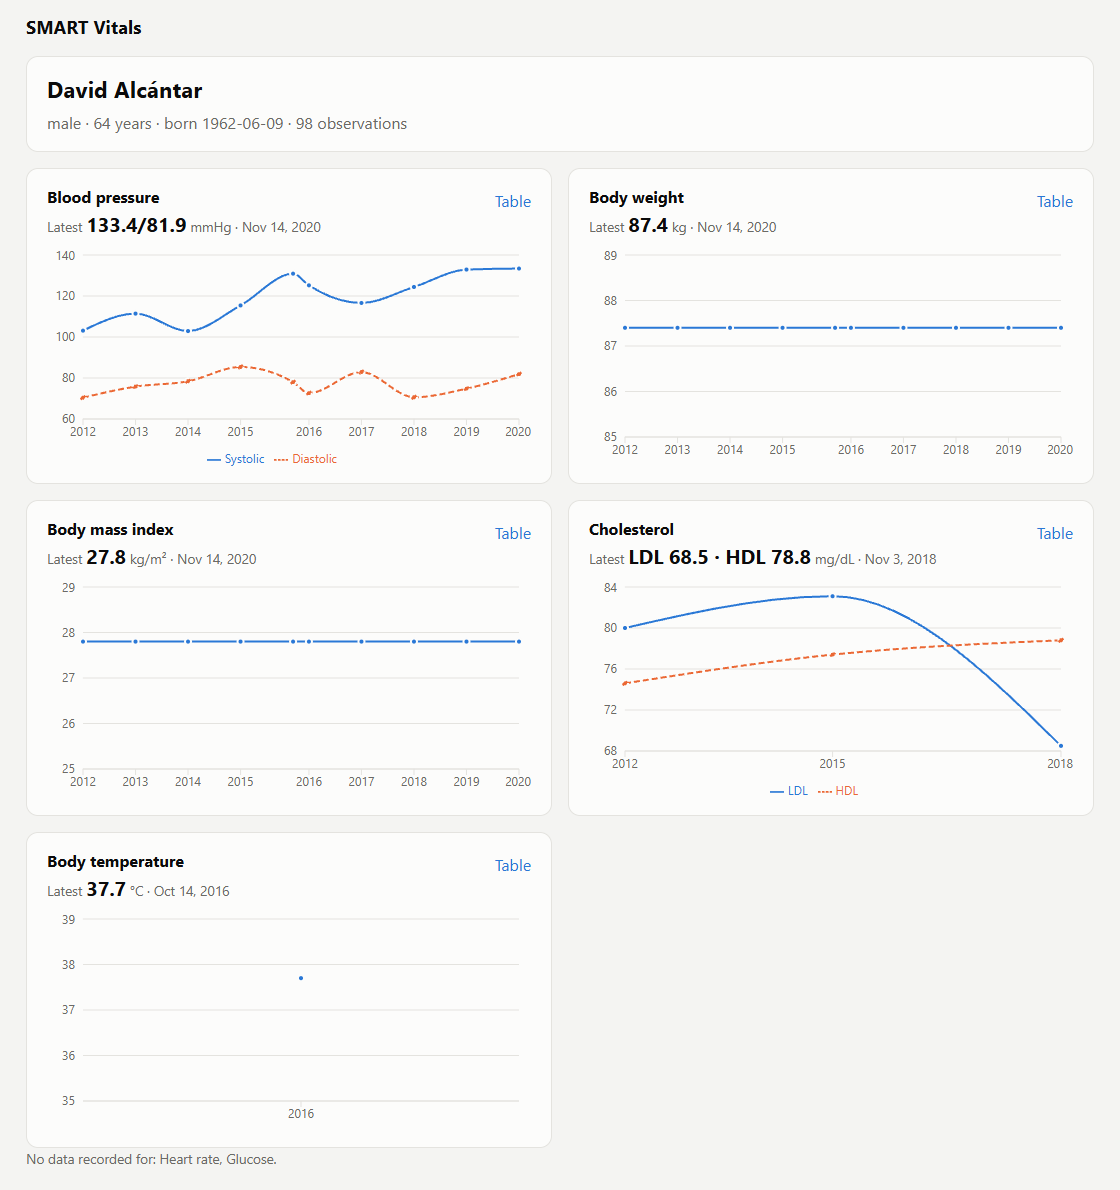 SMART Vitals
David Alcántar
male · 64 years · born 1962-06-09 · 98 observations
Blood pressure
Table
Latest 133.4/81.9 mmHg · Nov 14, 2020
140
120
100
80
60
2012 2013 2014 2015 2016 2017 2018 2019 2020
Systolic Diastolic
Body weight
Table
Latest 87.4 kg · Nov 14, 2020
89
88
87
86
85
2012 2013 2014 2015 2016 2017 2018 2019 2020
Body mass index
Table
Latest 27.8 kg/m² · Nov 14, 2020
29
28
27
26
25
2012 2013 2014 2015 2016 2017 2018 2019 2020
Cholesterol
Table
Latest LDL 68.5 · HDL 78.8 mg/dL · Nov 3, 2018
84
80
76
72
68
2012 2015 2018
LDL HDL
Body temperature
Table
Latest 37.7 °C · Oct 14, 2016
39
38
37
36
35
2016
No data recorded for: Heart rate, Glucose.